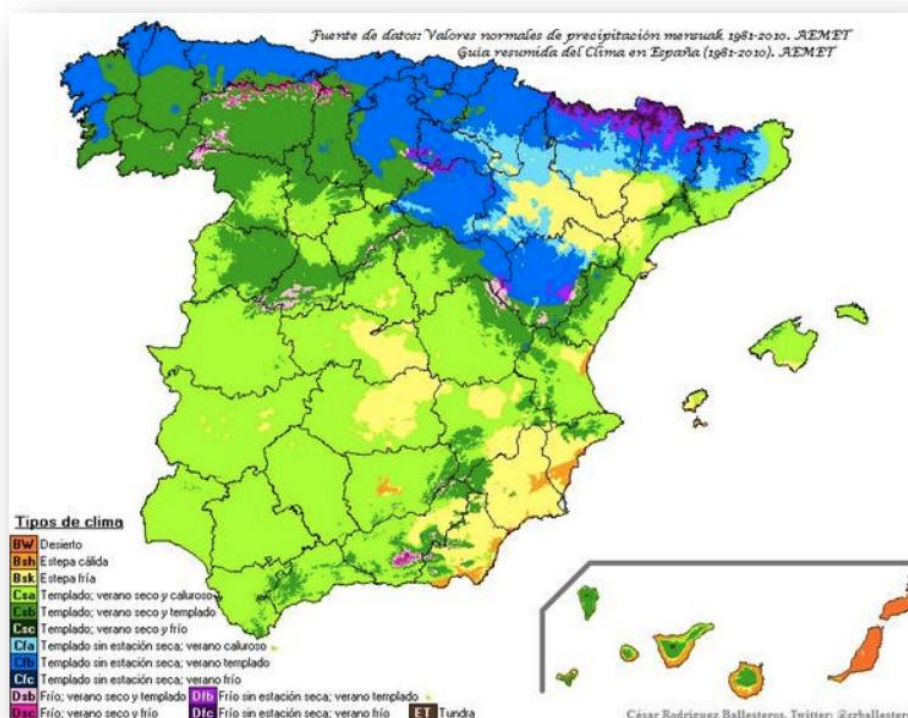 Fuente de datos: Valores normales de precipitación mensuak 1981-2010. AEMET
Guia resumida del Clima en España (1981-2010). AEMET
Tipos de clima
BW Desierto
Bsh Estepa cálida
Bsk Estepa fría
Csa Templado; verano seco y caluroso
Csb Templado; verano seco y templado
Csc Templado; verano seco y frío
Cfa Templado sin estación seca; verano caluroso
Cfb Templado sin estación seca; verano templado
Cfc Templado sin estación seca; verano frío
Dsb Frío; verano seco y templado Dfb Frío sin estación seca; verano templado
Dsc Frío; verano seco y frío Dfc Frío sin estación seca; verano frío ET Tundra
César Rodríguez Ballesteros. Twitter: @crballesteros